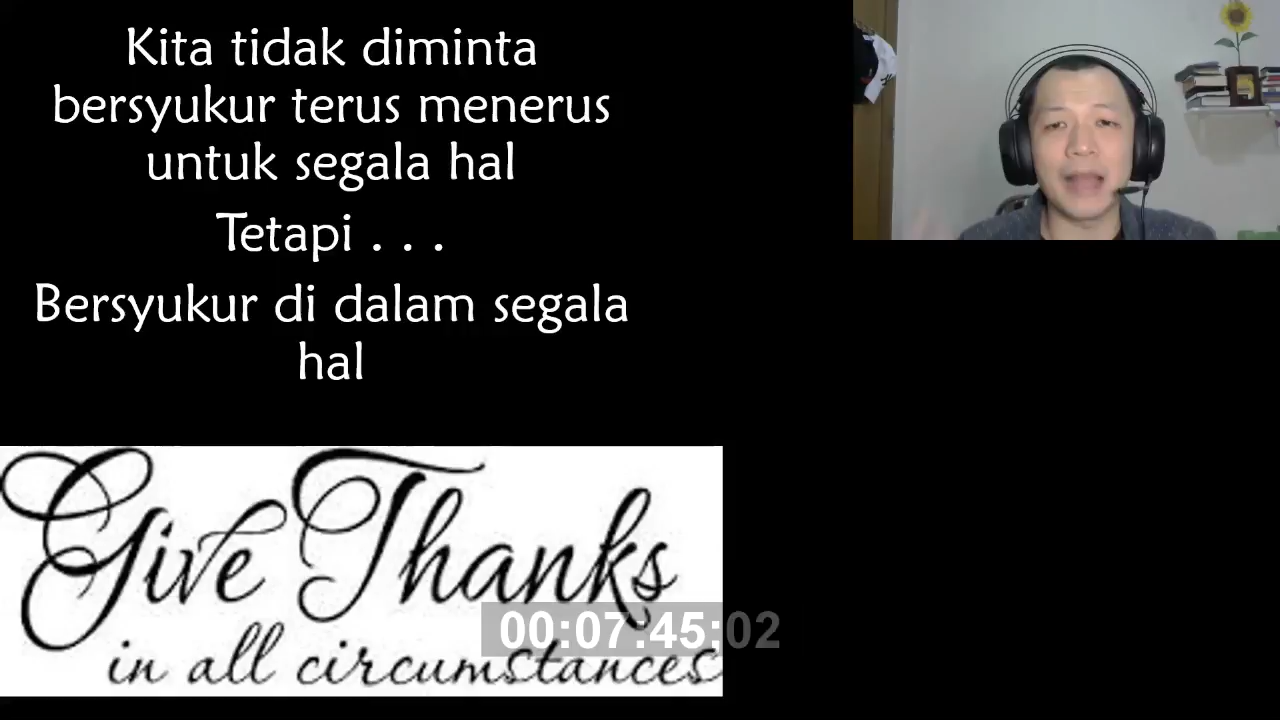 Kita tidak diminta
bersyukur terus menerus
untuk segala hal
Tetapi . . .
Bersyukur di dalam segala
hal
Give Thanks
in all circumstances
00:07:45:02